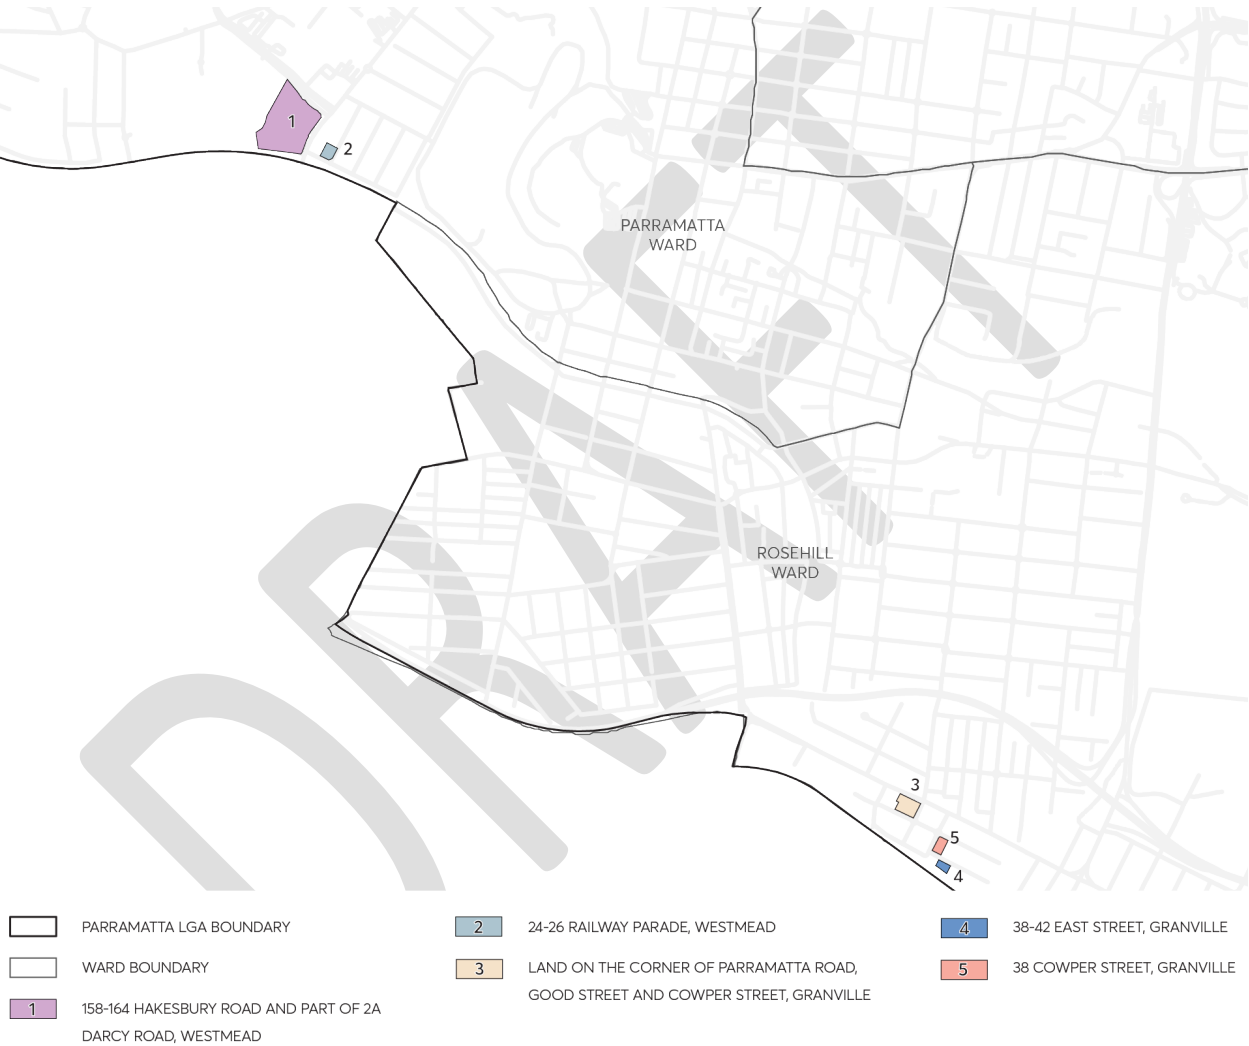 1
2
PARRAMATTA
WARD
ROSEHILL
WARD
3
5
4
DRAFT
PARRAMATTA LGA BOUNDARY
WARD BOUNDARY
1 158-164 HAKESBURY ROAD AND PART OF 2A
DARCY ROAD, WESTMEAD
2 24-26 RAILWAY PARADE, WESTMEAD
3 LAND ON THE CORNER OF PARRAMATTA ROAD,
GOOD STREET AND COWPER STREET, GRANVILLE
4 38-42 EAST STREET, GRANVILLE
5 38 COWPER STREET, GRANVILLE